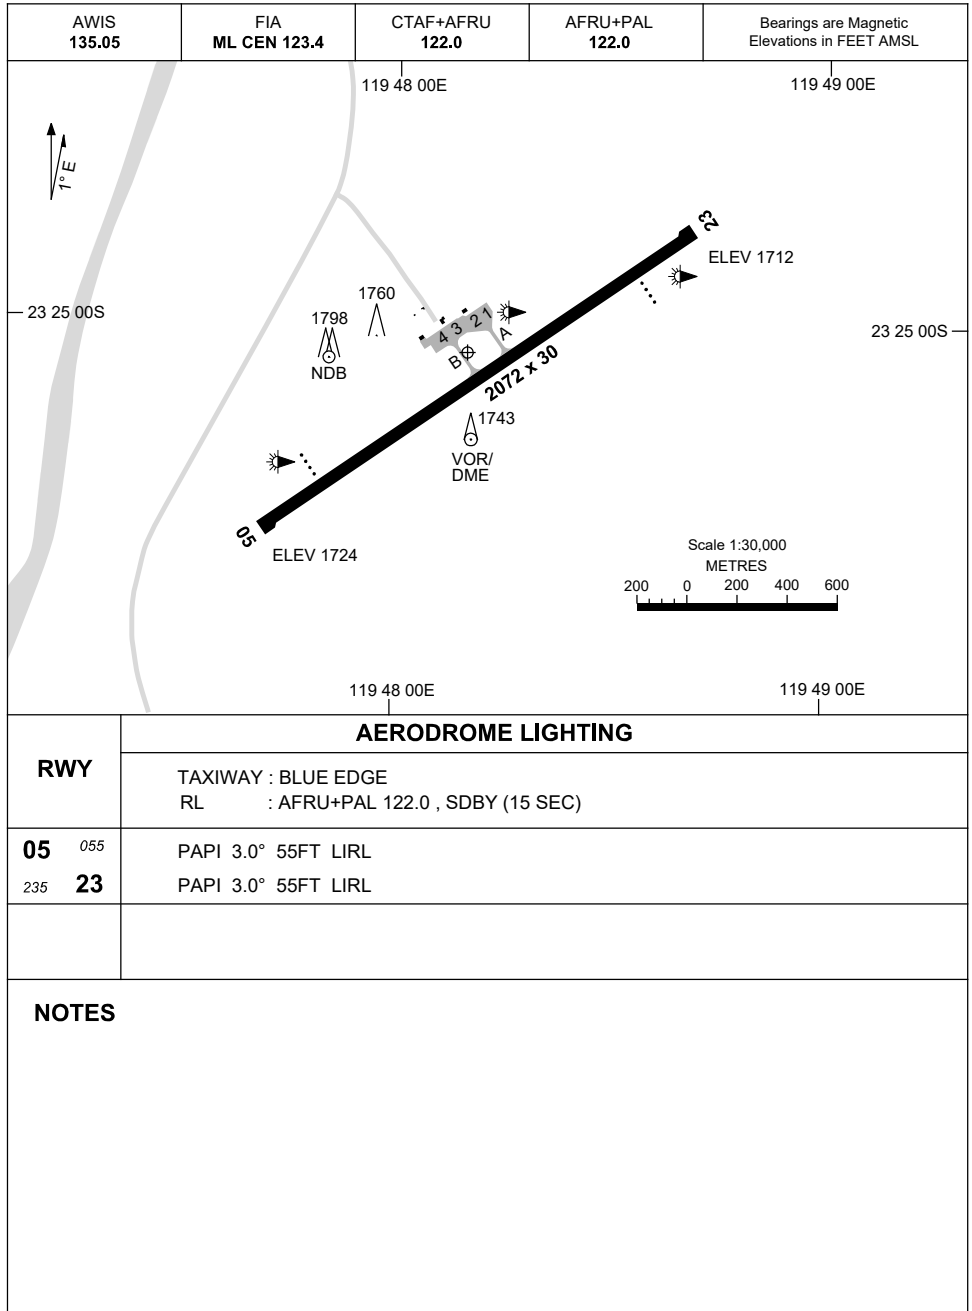 AWIS
135.05
FIA
ML CEN 123.4
CTAF+AFRU
122.0
AFRU+PAL
122.0
Bearings are Magnetic
Elevations in FEET AMSL
119 48 00E
119 49 00E
1° E
23
ELEV 1712
1760
23 25 00S
1798
4 3 2 1
A
23 25 00S
B
NDB
2072 x 30
1743
VOR/
DME
05
ELEV 1724
Scale 1:30,000
METRES
200 0 200 400 600
119 48 00E
119 49 00E
RWY
AERODROME LIGHTING
TAXIWAY : BLUE EDGE
RL : AFRU+PAL 122.0 , SDBY (15 SEC)
05 055 PAPI 3.0° 55FT LIRL
235 23 PAPI 3.0° 55FT LIRL
NOTES